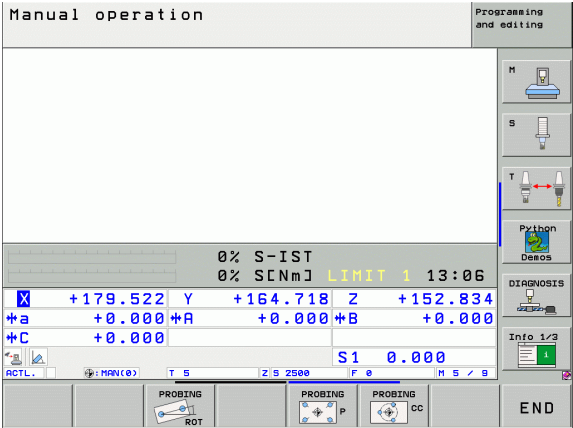 Manual operation
Programming
and editing
M
S
T
Python
Demos
DIAGNOSIS
Info 1/3
1
0% S-IST
0% S[Nm] LIMIT 1 13:06
X +179.522 Y +164.718 Z +152.834
a +0.000 A +0.000 B +0.000
C +0.000
S1 0.000
ACTL. :MAN(0) T 5 Z S 2500 F 0 M 5 / 9
PROBING
ROT
PROBING
P
PROBING
CC
END